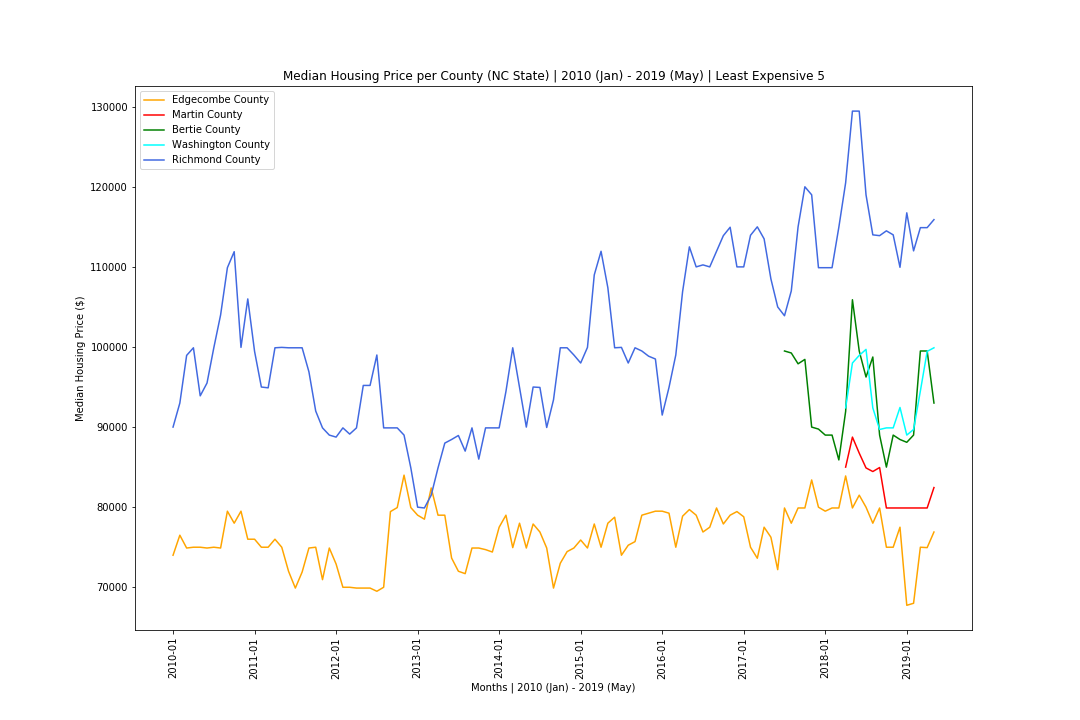 Median Housing Price per County (NC State) | 2010 (Jan) - 2019 (May) | Least Expensive 5
Edgecombe County
Martin County
Bertie County
Washington County
Richmond County
130000
120000
110000
100000
90000
80000
70000
Median Housing Price ($)
2010-01
2011-01
2012-01
2013-01
2014-01
2015-01
2016-01
2017-01
2018-01
2019-01
Months | 2010 (Jan) - 2019 (May)